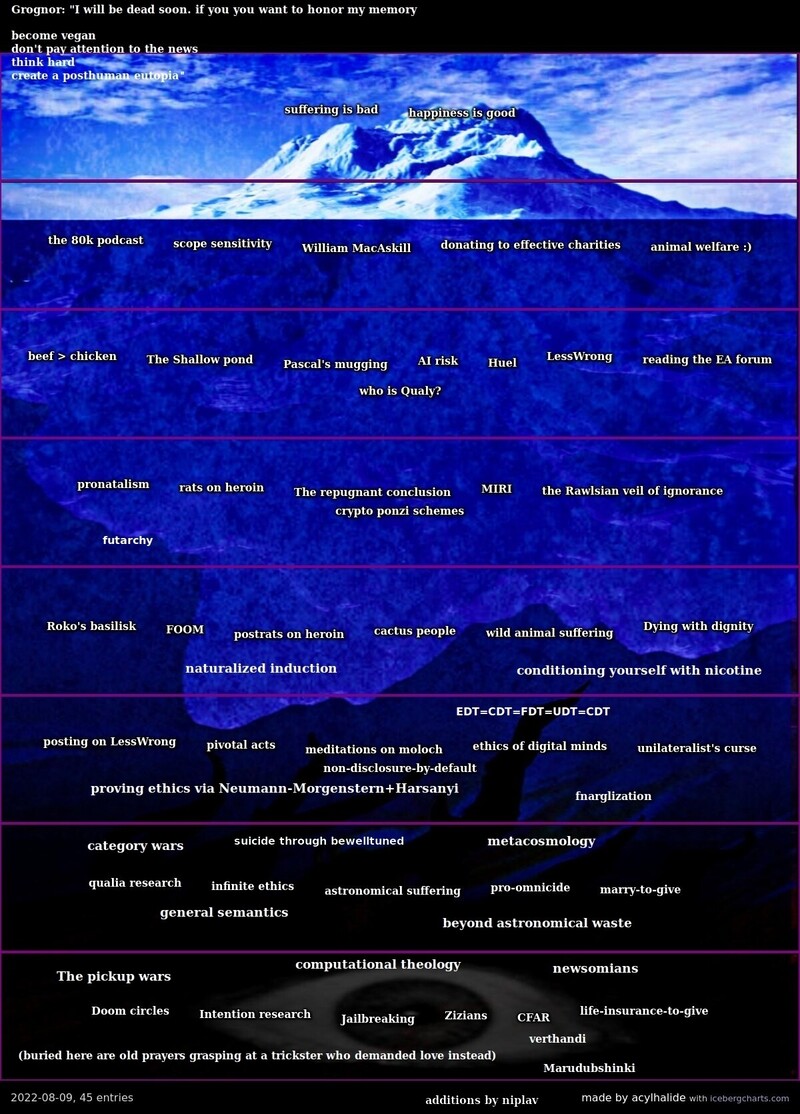 Grognor: "I will be dead soon. if you you want to honor my memory
become vegan
don't pay attention to the news
think hard
create a posthuman eutopia"
suffering is bad
happiness is good
the 80k podcast
scope sensitivity
William MacAskill
donating to effective charities
animal welfare :)
beef > chicken
The Shallow pond
Pascal's mugging
AI risk
Huel
LessWrong
reading the EA forum
who is Qualy?
pronatalism
rats on heroin
The repugnant conclusion
MIRI
the Rawlsian veil of ignorance
crypto ponzi schemes
futarchy
Roko's basilisk
FOOM
postrats on heroin
cactus people
wild animal suffering
Dying with dignity
naturalized induction
conditioning yourself with nicotine
EDT=CDT=FDT=UDT=CDT
posting on LessWrong
pivotal acts
meditations on moloch
ethics of digital minds
unilateralist's curse
non-disclosure-by-default
proving ethics via Neumann-Morgenstern+Harsanyi
fnarglization
category wars
suicide through bewelltuned
metacosmology
qualia research
infinite ethics
astronomical suffering
pro-omnicide
marry-to-give
general semantics
beyond astronomical waste
The pickup wars
computational theology
newsomians
Doom circles
Intention research
Jailbreaking
Zizians
CFAR
life-insurance-to-give
verthandi
(buried here are old prayers grasping at a trickster who demanded love instead)
Marudubshinki
2022-08-09, 45 entries
additions by niplav
made by acylhalide with icebergcharts.com